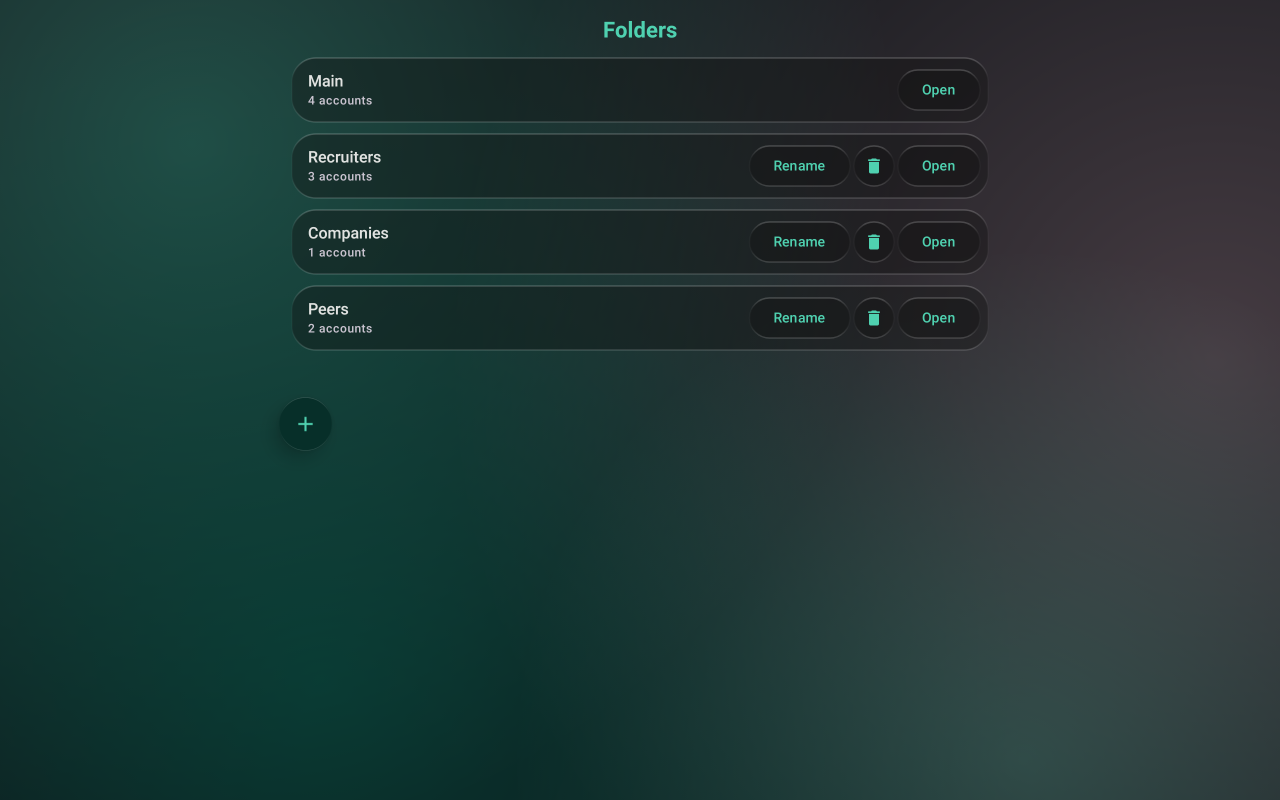 Folders
Main
4 accounts
Open
Recruiters
3 accounts
Rename
Open
Companies
1 account
Rename
Open
Peers
2 accounts
Rename
Open